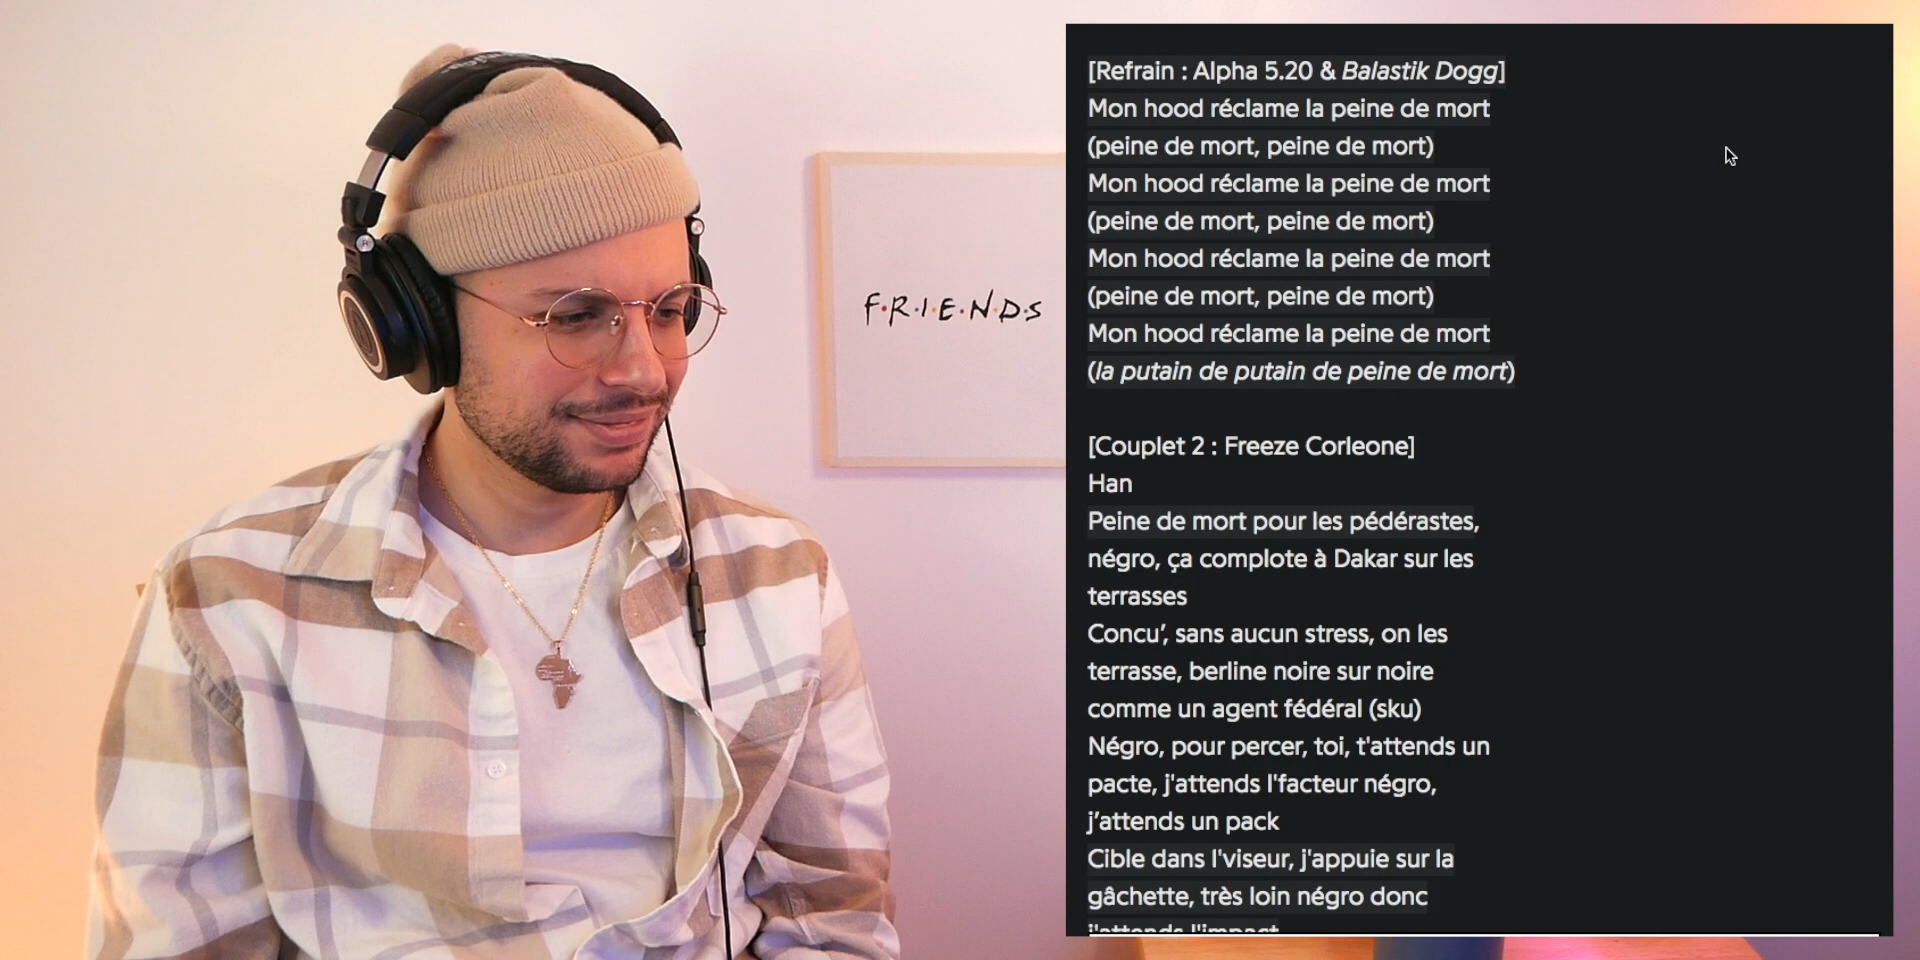 F·R·I·E·N·D·S
[Refrain : Alpha 5.20 & Balastik Dogg]
Mon hood réclame la peine de mort
(peine de mort, peine de mort)
Mon hood réclame la peine de mort
(peine de mort, peine de mort)
Mon hood réclame la peine de mort
(peine de mort, peine de mort)
Mon hood réclame la peine de mort
(la putain de putain de peine de mort)
[Couplet 2 : Freeze Corleone]
Han
Peine de mort pour les pédérastes,
négro, ça complote à Dakar sur les
terrasses
Concu’, sans aucun stress, on les
terrasse, berline noire sur noire
comme un agent fédéral (sku)
Négro, pour percer, toi, t'attends un
pacte, j'attends l'facteur négro,
j’attends un pack
Cible dans l'viseur, j'appuie sur la
gâchette, très loin négro donc
j'attends l'impact